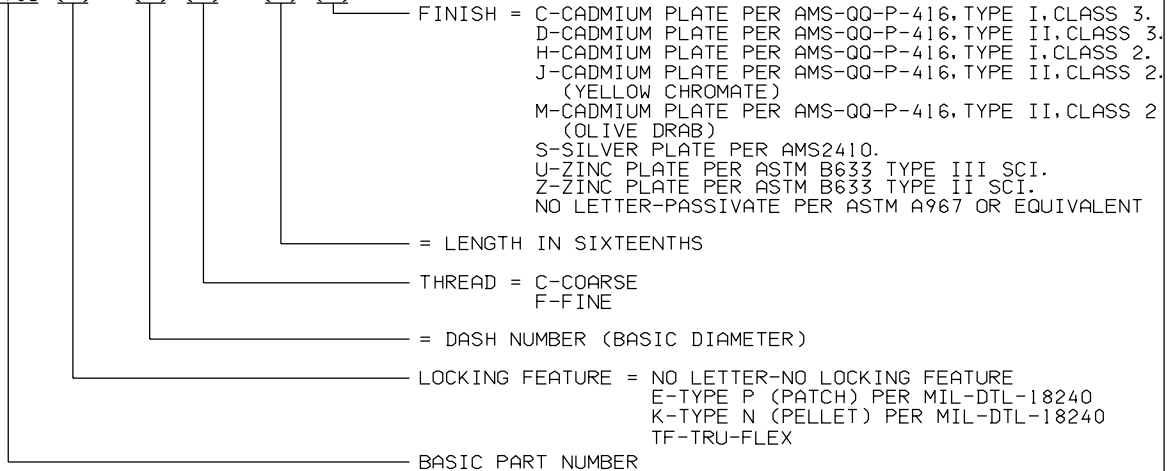 FINISH = C-CADMIUM PLATE PER AMS-QQ-P-416, TYPE I, CLASS 3.
D-CADMIUM PLATE PER AMS-QQ-P-416, TYPE II, CLASS 3.
H-CADMIUM PLATE PER AMS-QQ-P-416, TYPE I, CLASS 2.
J-CADMIUM PLATE PER AMS-QQ-P-416, TYPE II, CLASS 2.
(YELLOW CHROMATE)
M-CADMIUM PLATE PER AMS-QQ-P-416, TYPE II, CLASS 2
(OLIVE DRAB)
S-SILVER PLATE PER AMS2410.
U-ZINC PLATE PER ASTM B633 TYPE III SCI.
Z-ZINC PLATE PER ASTM B633 TYPE II SCI.
NO LETTER-PASSIVATE PER ASTM A967 OR EQUIVALENT
= LENGTH IN SIXTEENTHS
THREAD = C-COARSE
F-FINE
= DASH NUMBER (BASIC DIAMETER)
LOCKING FEATURE = NO LETTER-NO LOCKING FEATURE
E-TYPE P (PATCH) PER MIL-DTL-18240
K-TYPE N (PELLET) PER MIL-DTL-18240
TF-TRU-FLEX
BASIC PART NUMBER